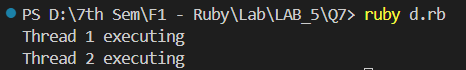 PS D:\7th Sem\F1 - Ruby\Lab\LAB_5\Q7> ruby d.rb
Thread 1 executing
Thread 2 executing